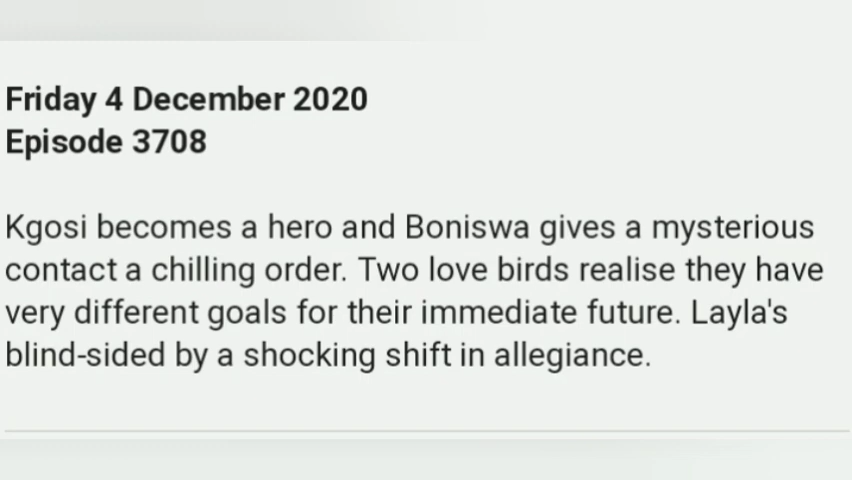 Friday 4 December 2020
Episode 3708
Kgosi becomes a hero and Boniswa gives a mysterious
contact a chilling order. Two love birds realise they have
very different goals for their immediate future. Layla's
blind-sided by a shocking shift in allegiance.